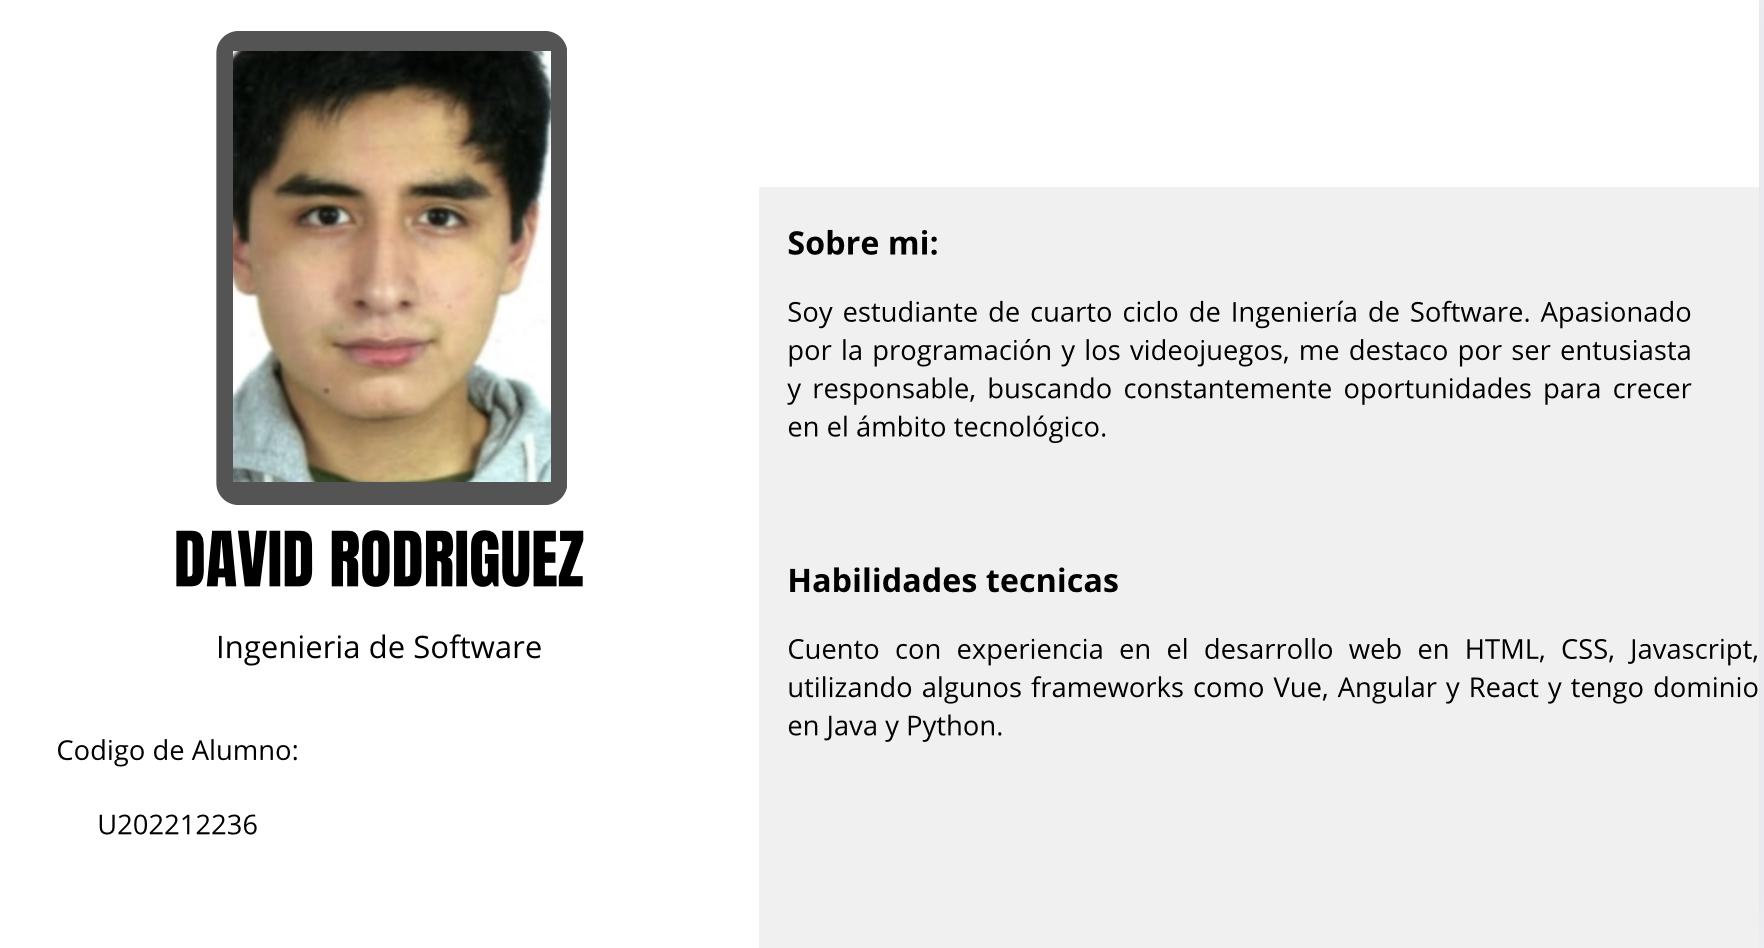 DAVID RODRIGUEZ
Ingenieria de Software
Codigo de Alumno:
U202212236
Sobre mi:
Soy estudiante de cuarto ciclo de Ingeniería de Software. Apasionado
por la programación y los videojuegos, me destaco por ser entusiasta
y responsable, buscando constantemente oportunidades para crecer
en el ámbito tecnológico.
Habilidades tecnicas
Cuento con experiencia en el desarrollo web en HTML, CSS, Javascript,
utilizando algunos frameworks como Vue, Angular y React y tengo dominio
en Java y Python.